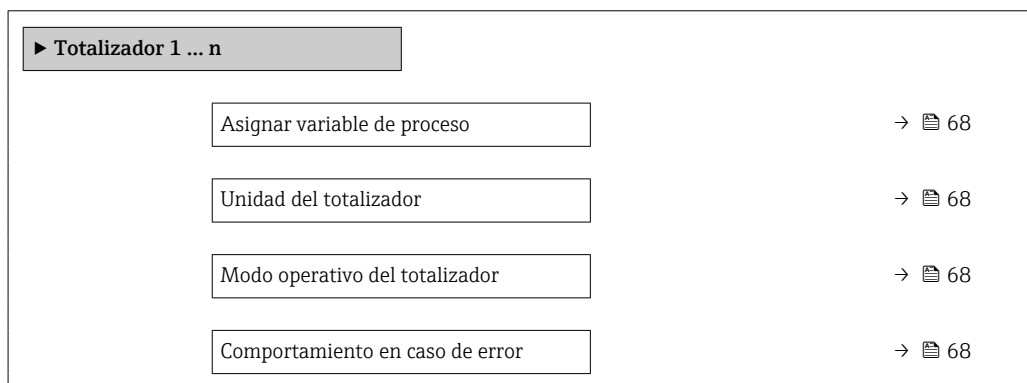 ▶ Totalizador 1 ... n
Asignar variable de proceso → 68
Unidad del totalizador → 68
Modo operativo del totalizador → 68
Comportamiento en caso de error → 68